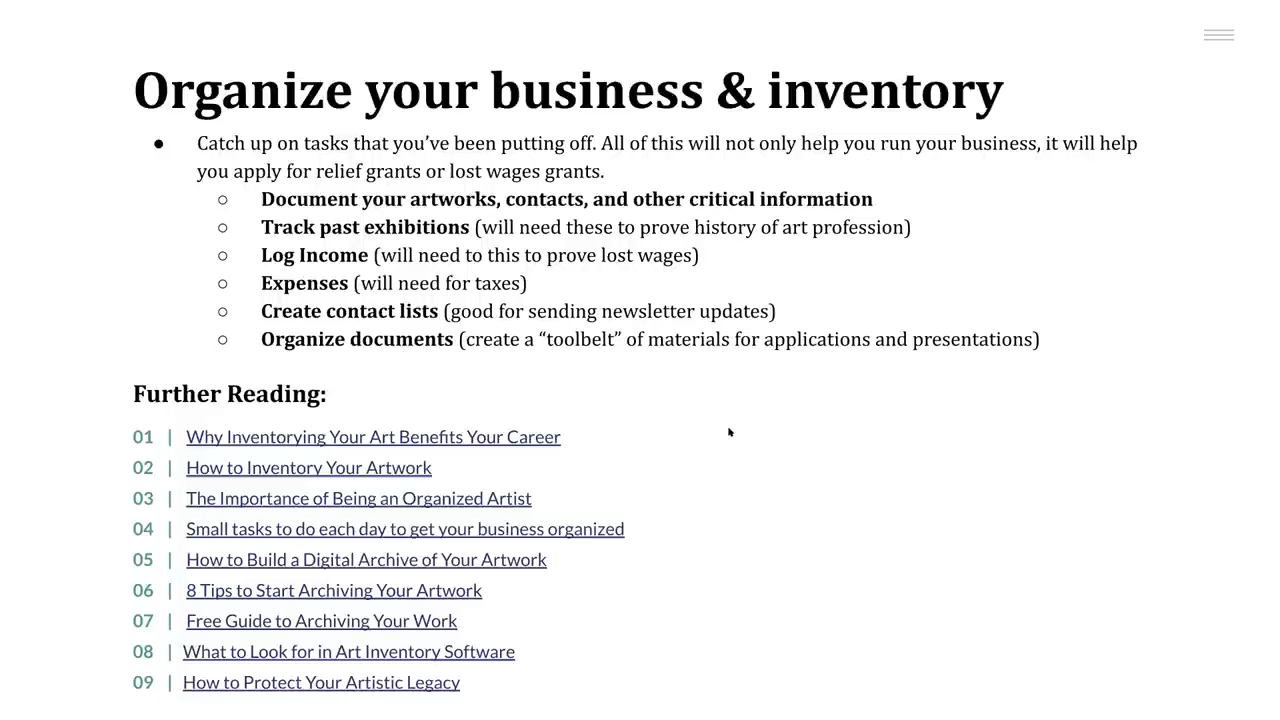 Organize your business & inventory
● Catch up on tasks that you’ve been putting off. All of this will not only help you run your business, it will help
you apply for relief grants or lost wages grants.
○ Document your artworks, contacts, and other critical information
○ Track past exhibitions (will need these to prove history of art profession)
○ Log Income (will need to this to prove lost wages)
○ Expenses (will need for taxes)
○ Create contact lists (good for sending newsletter updates)
○ Organize documents (create a “toolbelt” of materials for applications and presentations)
Further Reading:
01 | Why Inventorying Your Art Benefits Your Career
02 | How to Inventory Your Artwork
03 | The Importance of Being an Organized Artist
04 | Small tasks to do each day to get your business organized
05 | How to Build a Digital Archive of Your Artwork
06 | 8 Tips to Start Archiving Your Artwork
07 | Free Guide to Archiving Your Work
08 | What to Look for in Art Inventory Software
09 | How to Protect Your Artistic Legacy